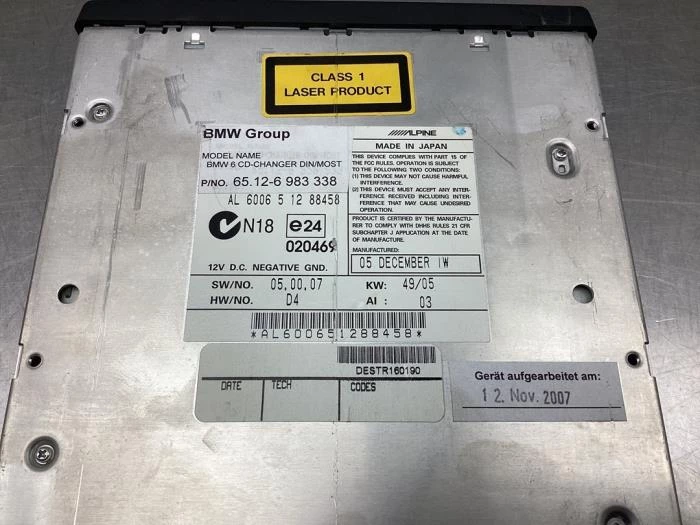 CLASS 1
LASER PRODUCT
BMW Group
MODEL NAME
BMW 6 CD-CHANGER DIN/MOST
P/NO. 65.12-6 983 338
AL 6006 5 12 88458
N18 e24
020469
12V D.C. NEGATIVE GND.
ALPINE
MADE IN JAPAN
THIS DEVICE COMPLIES WITH PART 15 OF
THE FCC RULES. OPERATION IS SUBJECT
TO THE FOLLOWING TWO CONDITIONS:
(1) THIS DEVICE MAY NOT CAUSE HARMFUL
INTERFERENCE.
(2) THIS DEVICE MUST ACCEPT ANY INTER-
FERENCE RECEIVED, INCLUDING INTER-
FERENCE THAT MAY CAUSE UNDESIRED
OPERATION.
PRODUCT IS CERTIFIED BY THE MANUFACTU-
RER TO COMPLY WITH DHHS RULES 21 CFR
SUBCHAPTER J APPLICATION AT THE DATE
OF MANUFACTURE.
MANUFACTURED:
05 DECEMBER IW
SW/NO. 05,00,07 KW: 49/05
HW/NO. D4 AI : 03
*AL600651288458*
DESTR160190
DATE TECH CODES
Gerät aufgearbeitet am:
12. Nov. 2007